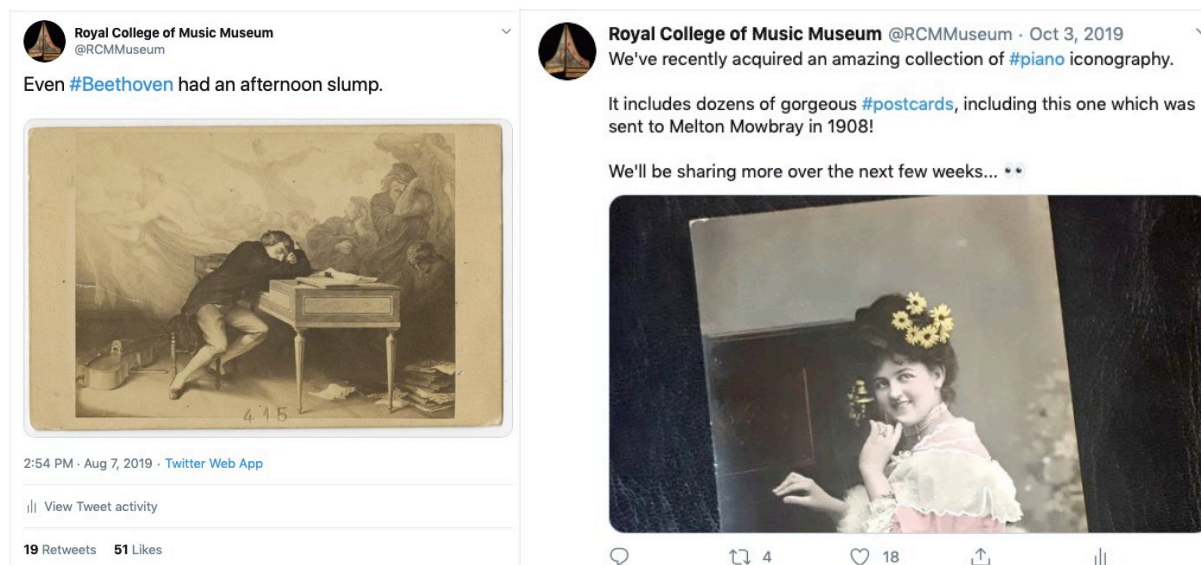 Royal College of Music Museum
@RCMMuseum
Even #Beethoven had an afternoon slump.
4 15
2:54 PM · Aug 7, 2019 · Twitter Web App
View Tweet activity
19 Retweets 51 Likes
Royal College of Music Museum @RCMMuseum · Oct 3, 2019
We've recently acquired an amazing collection of #piano iconography.
It includes dozens of gorgeous #postcards, including this one which was
sent to Melton Mowbray in 1908!
We'll be sharing more over the next few weeks... 👀
4 18